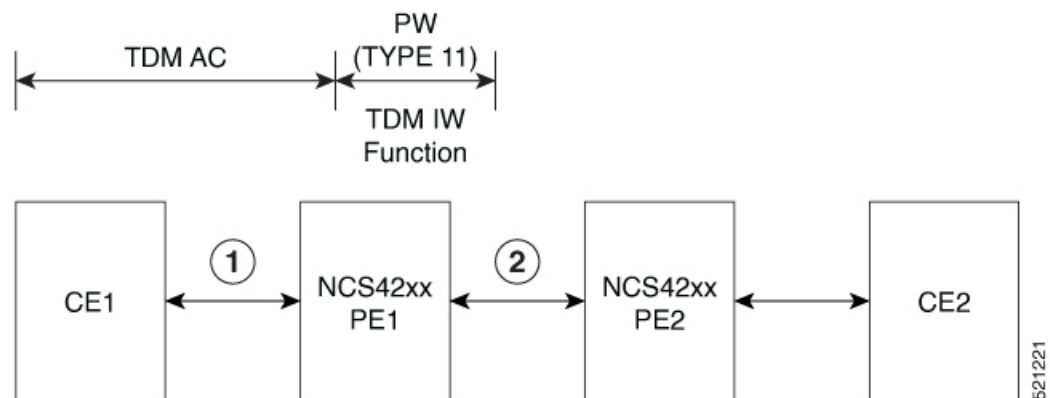 TDM AC
PW
(TYPE 11)
TDM IW
Function
1
2
CE1
NCS42xx
PE1
NCS42xx
PE2
CE2
521221